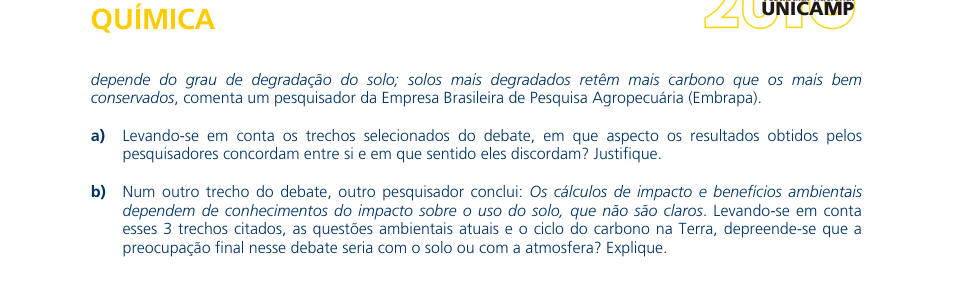 QUÍMICA
UNICAMP
depende do grau de degradação do solo; solos mais degradados retêm mais carbono que os mais bem
conservados, comenta um pesquisador da Empresa Brasileira de Pesquisa Agropecuária (Embrapa).
a) Levando-se em conta os trechos selecionados do debate, em que aspecto os resultados obtidos pelos
pesquisadores concordam entre si e em que sentido eles discordam? Justifique.
b) Num outro trecho do debate, outro pesquisador conclui: Os cálculos de impacto e benefícios ambientais
dependem de conhecimentos do impacto sobre o uso do solo, que não são claros. Levando-se em conta
esses 3 trechos citados, as questões ambientais atuais e o ciclo do carbono na Terra, depreende-se que a
preocupação final nesse debate seria com o solo ou com a atmosfera? Explique.